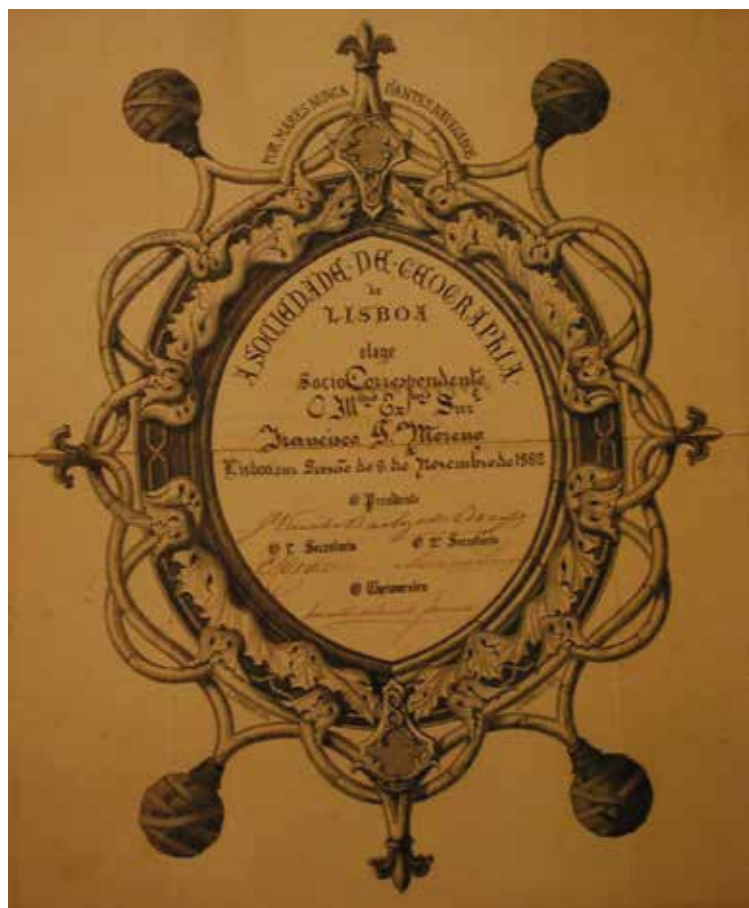 POR MARES NUNCA D'ANTES NAVEGADOS
A SOCIEDADE DE GEOGRAPHIA
de
LISBOA
elege
Socio Correspondente
O Ill.mo Ex.mo Snr.
Francisco P. Moreno
Lisboa, em Sessão de 6 de Novembro de 1882
O Presidente
O 1.º Secretario O 2.º Secretario
O Thesoureiro